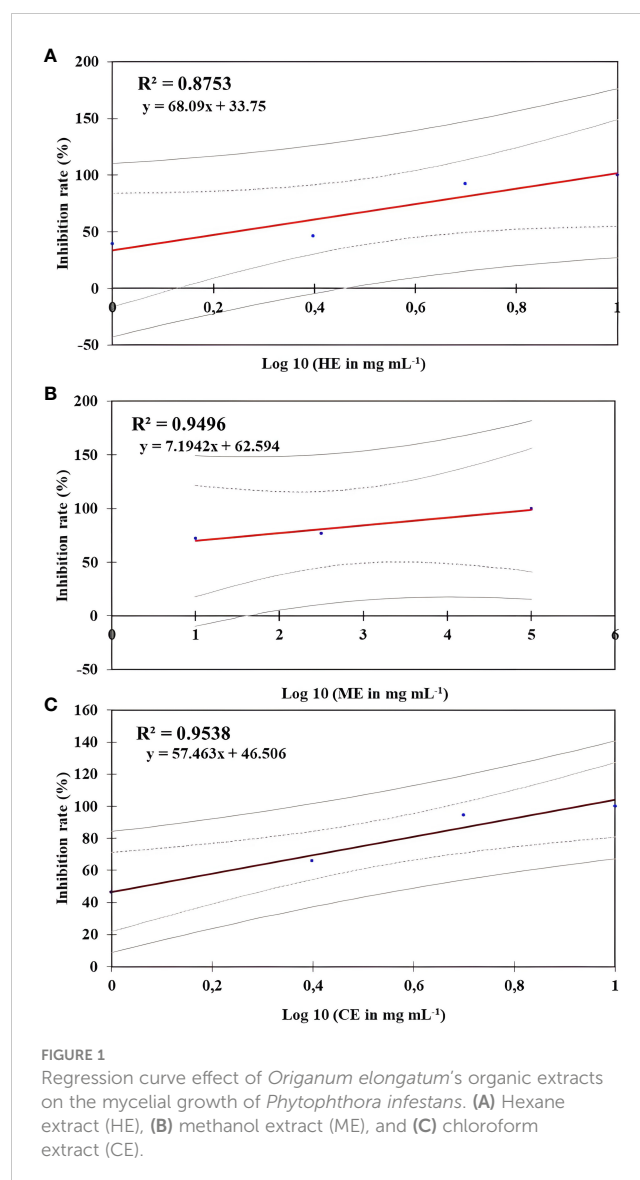 A
R² = 0.8753
y = 68.09x + 33.75
Inhibition rate (%)
200
150
100
50
0
-50
0
0,2
0,4
0,6
0,8
1
Log 10 (HE in mg mL⁻¹)
B
R² = 0.9496
y = 7.1942x + 62.594
Inhibition rate (%)
200
150
100
50
0
-50
0
1
2
3
4
5
6
Log 10 (ME in mg mL⁻¹)
C
R² = 0.9538
y = 57.463x + 46.506
Inhibition rate (%)
160
140
120
100
80
60
40
20
0
0
0,2
0,4
0,6
0,8
1
Log 10 (CE in mg mL⁻¹)
FIGURE 1
Regression curve effect of Origanum elongatum's organic extracts
on the mycelial growth of Phytophthora infestans. (A) Hexane
extract (HE), (B) methanol extract (ME), and (C) chloroform
extract (CE).